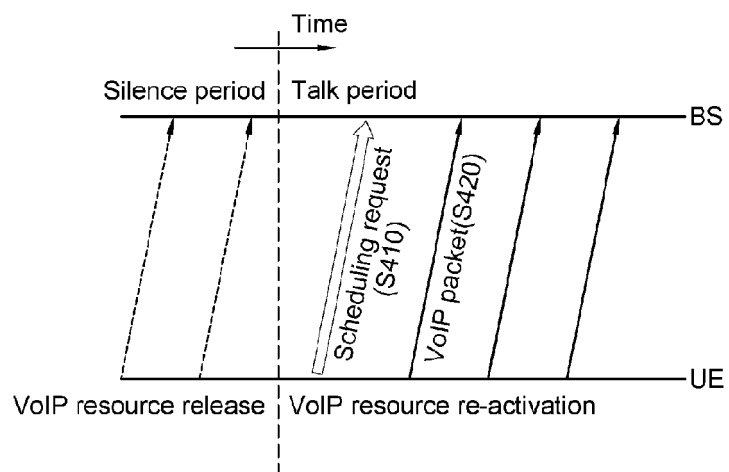 Time
Silence period
Talk period
BS
Scheduling request
(S410)
VoIP packet(S420)
UE
VoIP resource release
VoIP resource re-activation